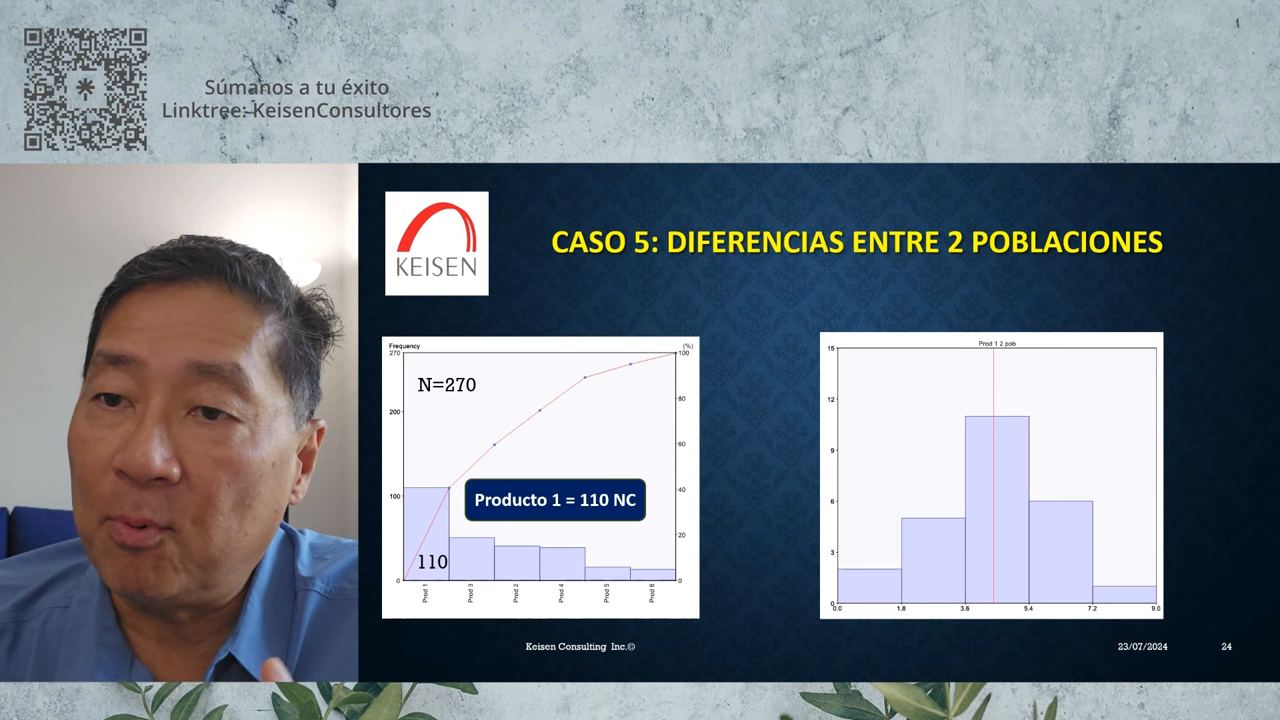 Súmanos a tu éxito
Linktree: KeisenConsultores
KEISEN
CASO 5: DIFERENCIAS ENTRE 2 POBLACIONES
Frequency
(%)
270
100
N=270
200
80
60
Producto 1 = 110 NC
100
40
20
110
0
0
Prod 1
Prod 3
Prod 2
Prod 4
Prod 5
Prod 6
Prod 1 2 pob
15
12
9
6
3
0
0.0
1.8
3.6
5.4
7.2
9.0
Keisen Consulting Inc.©
23/07/2024
24